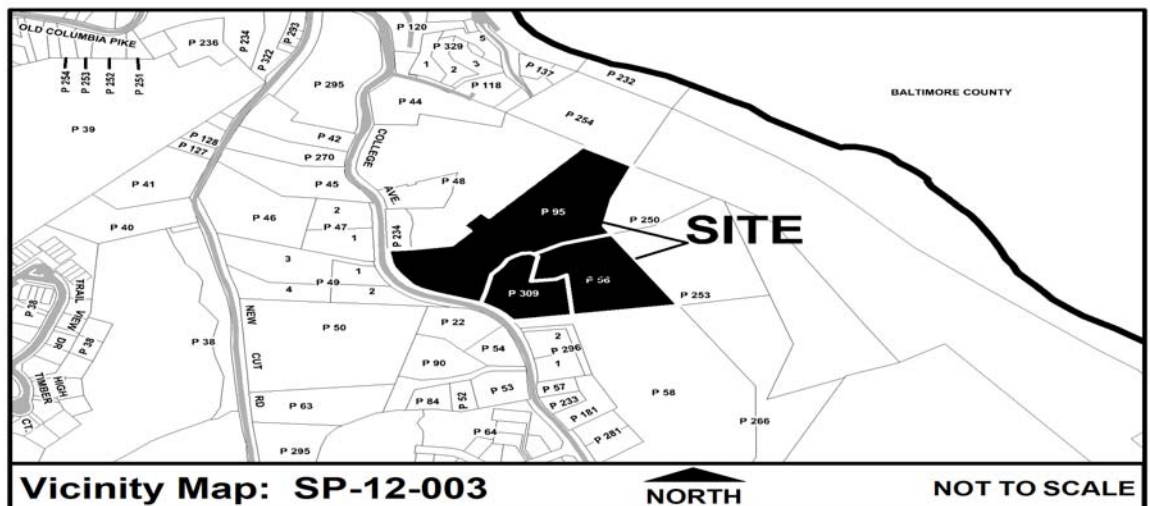 OLD COLUMBIA PIKE
P 236
P 234
P 322
P 293
P 120
P 329
5
1
2
3
P 118
P 137
P 232
BALTIMORE COUNTY
P 254
P 253
P 252
P 251
P 295
P 44
P 254
P 39
P 128
P 127
P 42
P 270
COLLEGE AVE.
P 41
P 45
P 48
P 40
P 46
2
P 47
1
P 234
P 95
P 250
SITE
3
P 49
4
1
2
P 309
P 56
P 253
TRAIL VIEW DR
P 38
P 38
HIGH TIMBER CT.
P 38
NEW CUT RD
P 50
P 22
P 54
P 90
2
P 296
1
P 58
P 63
P 84
P 52
P 53
P 57
P 233
P 181
P 281
P 266
P 64
P 295
Vicinity Map: SP-12-003
NORTH
NOT TO SCALE